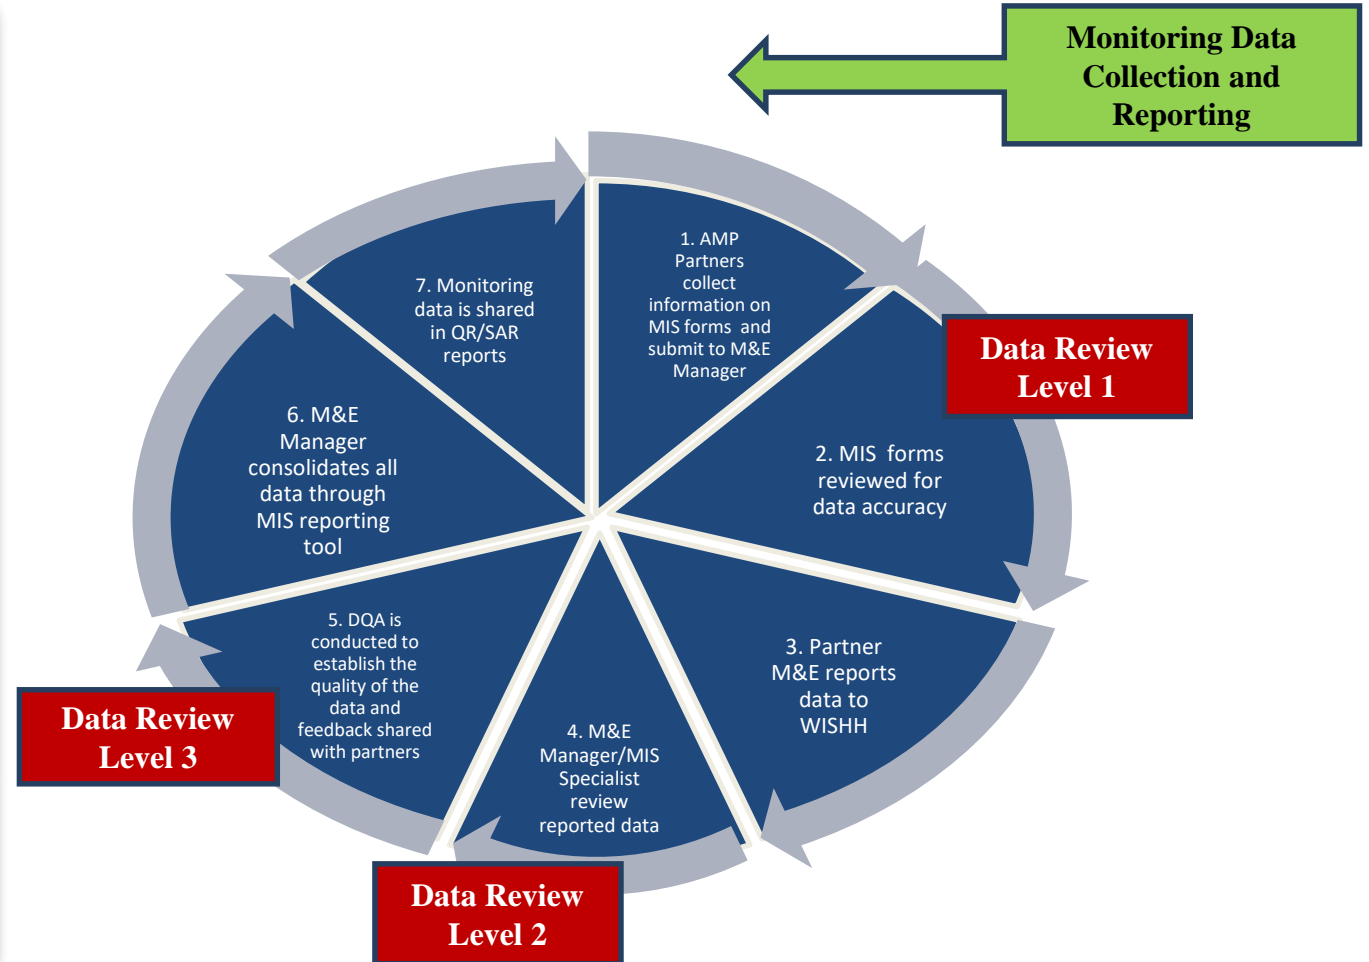 Monitoring Data
Collection and
Reporting
1. AMP
Partners
collect
information on
MIS forms and
submit to M&E
Manager
Data Review
Level 1
2. MIS forms
reviewed for
data accuracy
3. Partner
M&E reports
data to
WISHH
4. M&E
Manager/MIS
Specialist
review
reported data
Data Review
Level 2
5. DQA is
conducted to
establish the
quality of the
data and
feedback shared
with partners
Data Review
Level 3
6. M&E
Manager
consolidates all
data through
MIS reporting
tool
7. Monitoring
data is shared
in QR/SAR
reports